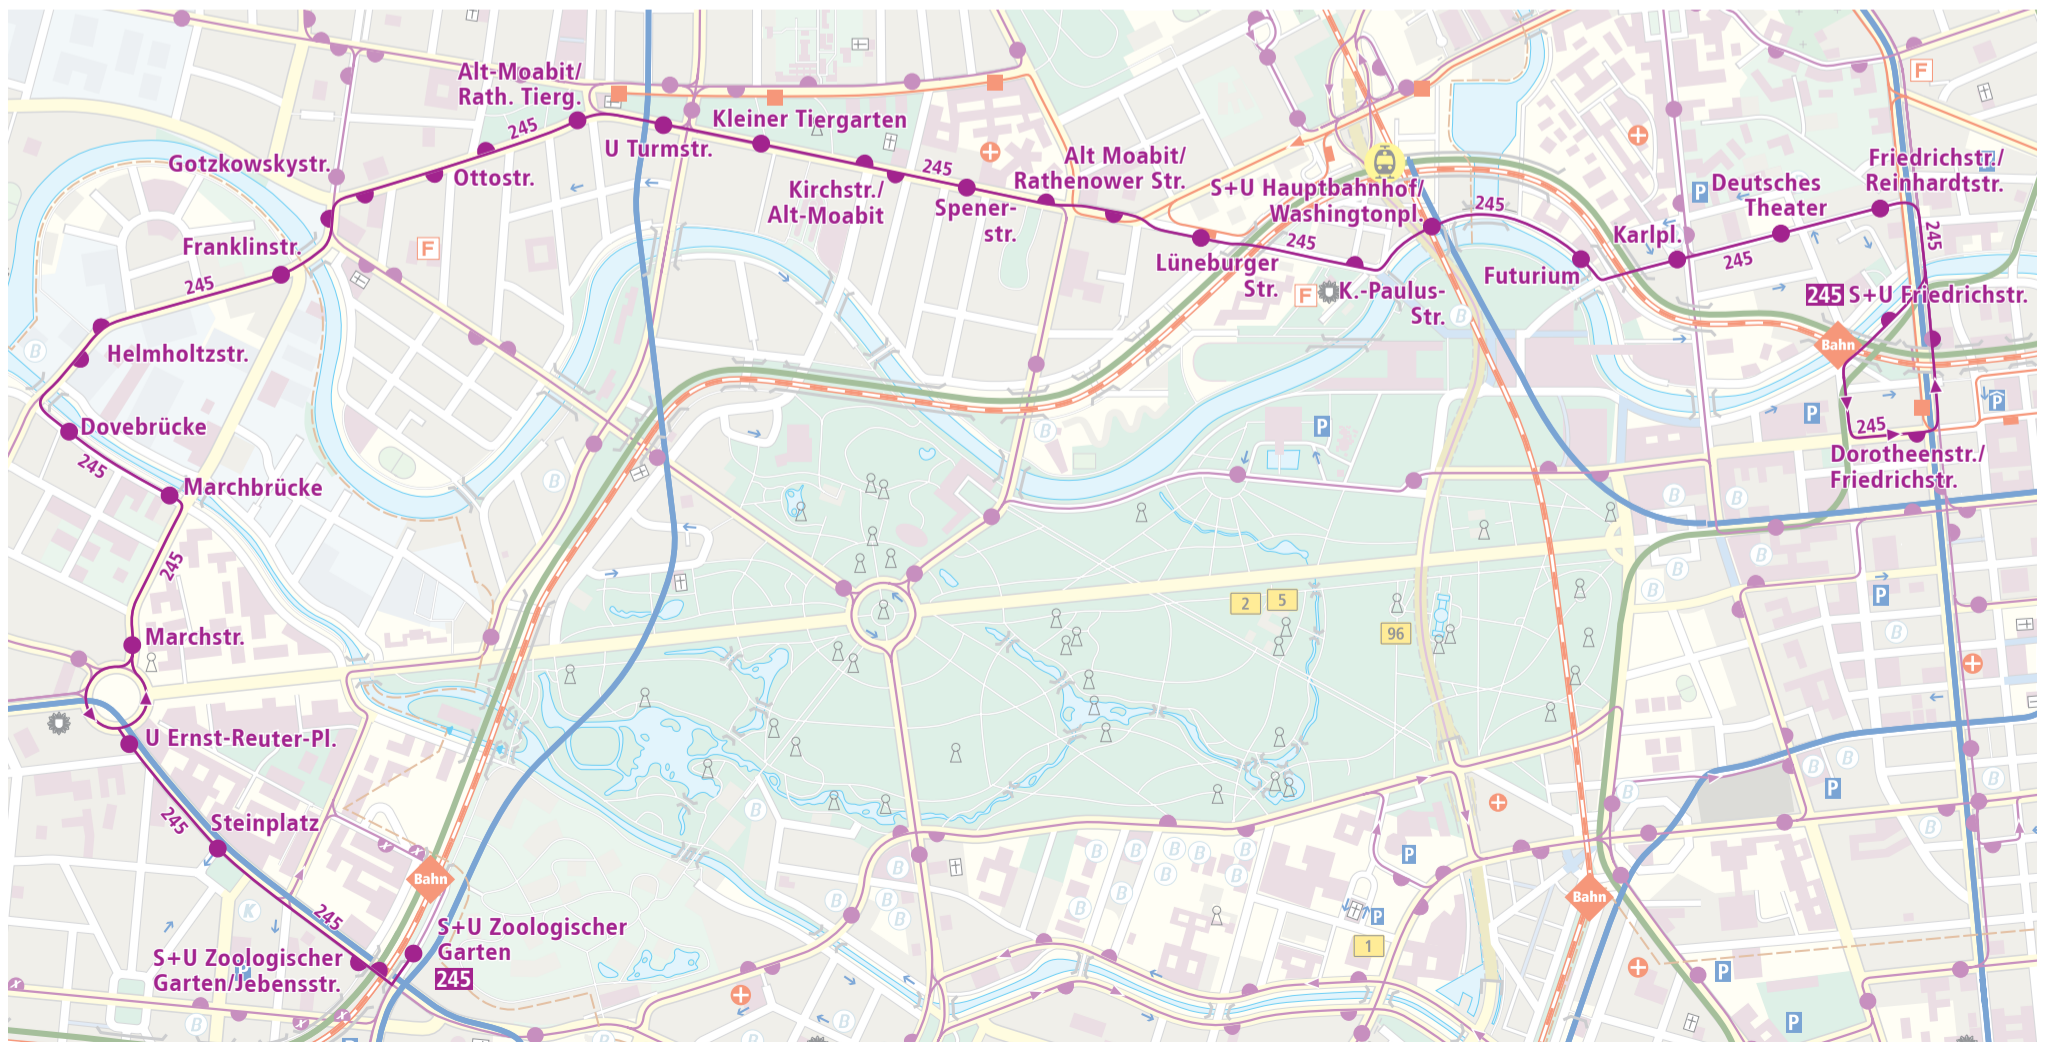 Alt-Moabit/
Rath. Tierg.
245
U Turmstr.
Kleiner Tiergarten
Gotzkowskystr.
Ottostr.
Kirchstr./
Alt-Moabit
245
Spener-
str.
Alt Moabit/
Rathenower Str.
S+U Hauptbahnhof/
Washingtonpl.
245
245
Lüneburger
Str.
F
K.-Paulus-
Str.
Futurium
Karlpl.
245
Deutsches
Theater
Friedrichstr./
Reinhardtstr.
245
F
P
245 S+U Friedrichstr.
Bahn
P
P
245
Dorotheenstr./
Friedrichstr.
Franklinstr.
245
F
Helmholtzstr.
B
Dovebrücke
245
Marchbrücke
245
Marchstr.
U Ernst-Reuter-Pl.
245
Steinplatz
245
K
S+U Zoologischer
Garten/Jebensstr.
P
S+U Zoologischer
Garten
245
Bahn
B
B
P
B
B
B
B
B
B
P
B
2
5
96
B
P
B
B
B
B
B
B
B
B
B
P
P
1
Bahn
P
P
B
B
B
B
B
B
B
B